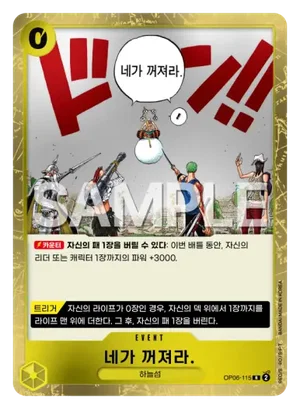 0
도
네가 꺼져라.
ㄴ!!
SAMPLE
카운터 자신의 패 1장을 버릴 수 있다: 이번 배틀 동안, 자신의
리더 또는 캐릭터 1장까지의 파워 +3000.
트리거 자신의 라이프가 0장인 경우, 자신의 덱 위에서 1장까지를
라이프 맨 위에 더한다. 그 후, 자신의 패 1장을 버린다.
EVENT
네가 꺼져라.
하늘섬
OP06-115 R 2